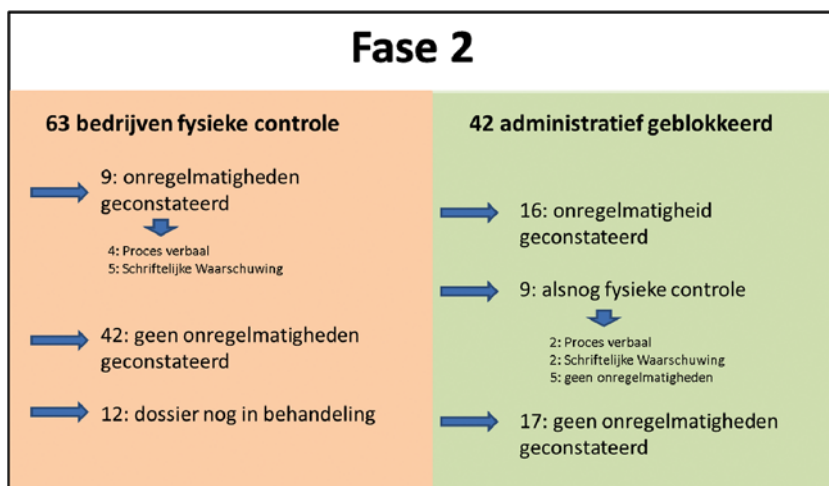 Fase 2
63 bedrijven fysieke controle
9: onregelmatigheden
geconstateerd
4: Proces verbaal
5: Schriftelijke Waarschuwing
42: geen onregelmatigheden
geconstateerd
12: dossier nog in behandeling
42 administratief geblokkeerd
16: onregelmatigheid
geconstateerd
9: alsnog fysieke controle
2: Proces verbaal
2: Schriftelijke Waarschuwing
5: geen onregelmatigheden
17: geen onregelmatigheden
geconstateerd